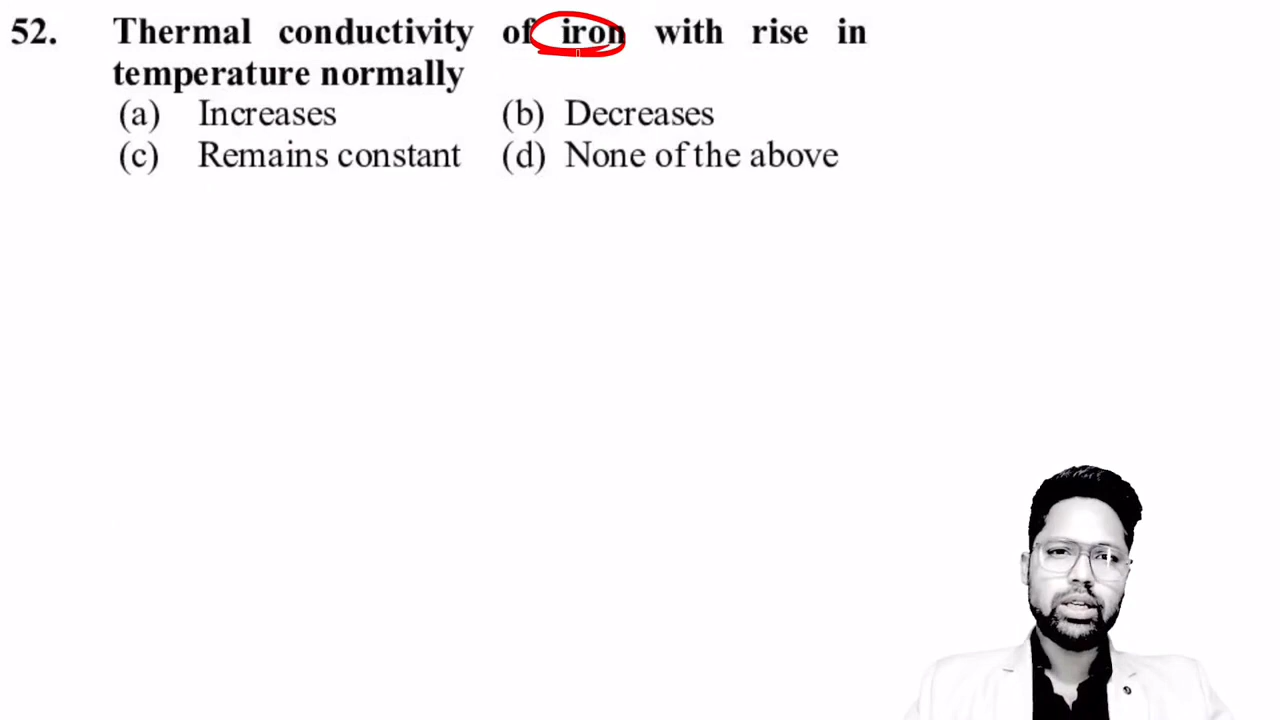 52. Thermal conductivity of iron with rise in
temperature normally
(a) Increases (b) Decreases
(c) Remains constant (d) None of the above